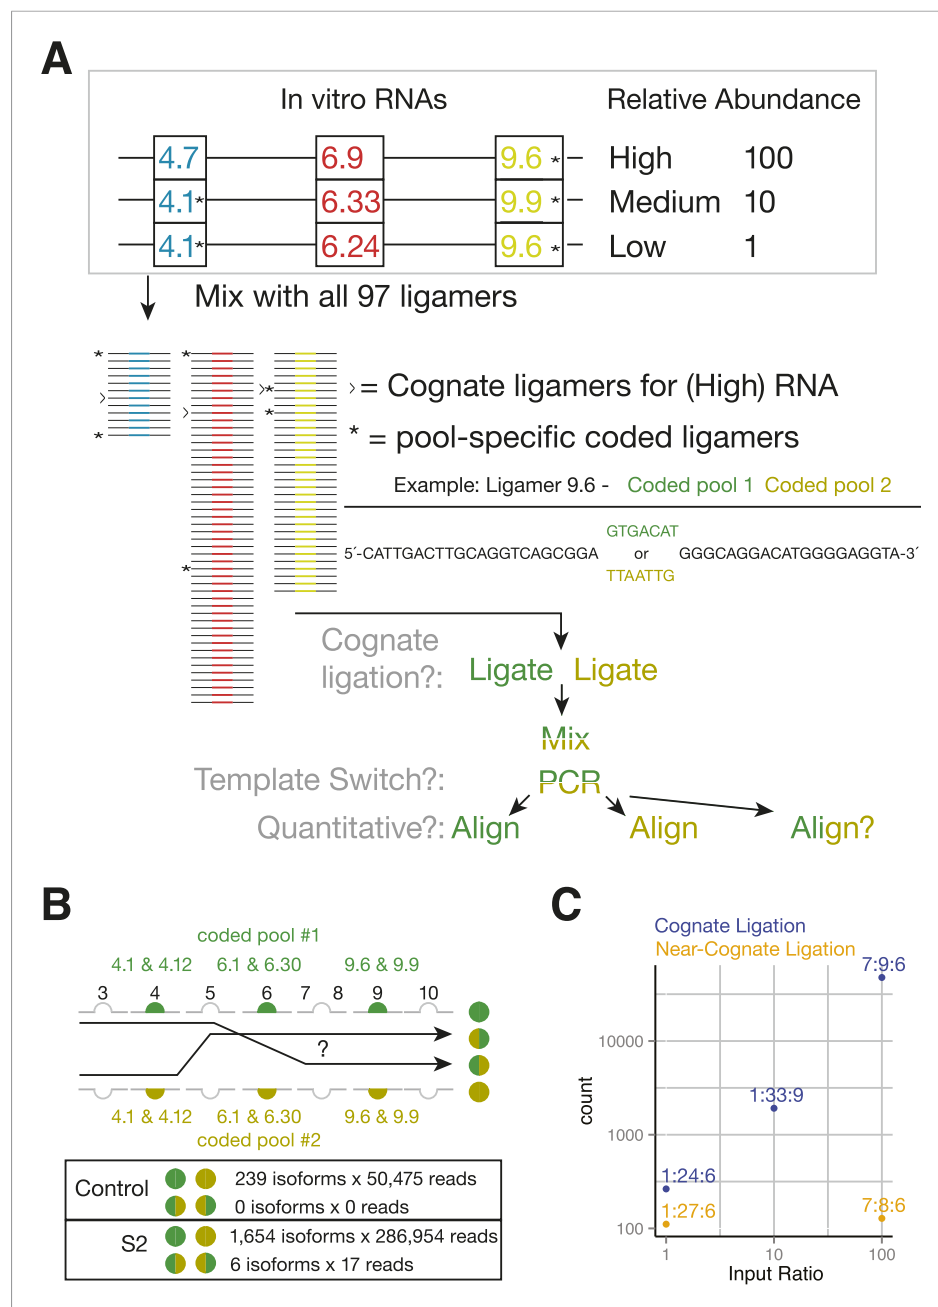 A
In vitro RNAs Relative Abundance
4.7 6.9 9.6 * High 100
4.1* 6.33 9.9 * Medium 10
4.1* 6.24 9.6 * Low 1
Mix with all 97 ligamers
* *
> >* > = Cognate ligamers for (High) RNA
> *
* * = pool-specific coded ligamers
Example: Ligamer 9.6 - Coded pool 1 Coded pool 2
GTGACAT
5´-CATTGACTTGCAGGTCAGCGGA or GGGCAGGACATGGGGAGGTA-3´
TTAATTG
*
Cognate
ligation?: Ligate Ligate
Mix
Template Switch?: PCR
Quantitative?: Align Align Align?
B
coded pool #1
4.1 & 4.12 6.1 & 6.30 9.6 & 9.9
3 4 5 6 7 8 9 10
?
4.1 & 4.12 6.1 & 6.30 9.6 & 9.9
coded pool #2
Control 239 isoforms x 50,475 reads
0 isoforms x 0 reads
S2 1,654 isoforms x 286,954 reads
6 isoforms x 17 reads
C
Cognate Ligation
Near-Cognate Ligation
7:9:6
10000
1:33:9
count
1000
1:24:6
1:27:6 7:8:6
100
1 10 100
Input Ratio